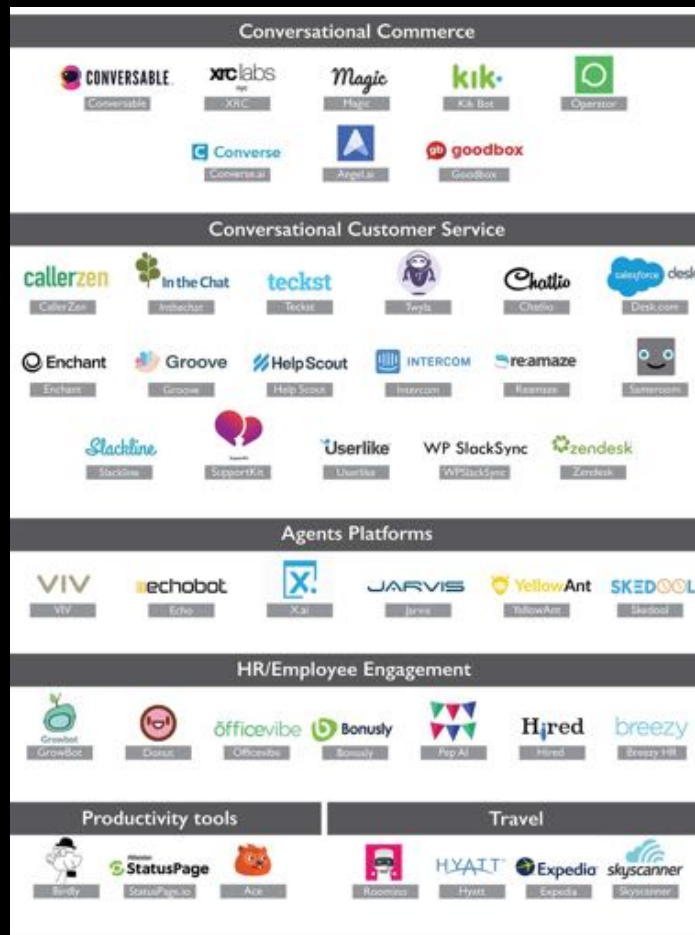 Conversational Commerce
CONVERSABLE xrclabs Magic kik Operator
Conversable XRC Magic Kik Bot Operator
Converse goodbox
Converse.ai Angel.ai Goodbox
Conversational Customer Service
callerzen In the Chat teckst Chatlio salesforce desk
CallerZen Inthechat Teckst Twyla Chatlio Desk.com
Enchant Groove Help Scout INTERCOM re:amaze
Enchant Groove Help Scout Intercom Reamaze Sameroom
Slackline Userlike WP SlackSync zendesk
Slackline SupportKit Userlike WPSlackSync Zendesk
Agents Platforms
VIV echobot X. JARVIS YellowAnt SKEDOOL
VIV Echo X.ai Jarvis YellowAnt Skedool
HR/Employee Engagement
Growbot officevibe Bonusly Hired breezy
GrowBot Donut Officevibe Bonusly Pep AI Hired Breezy HR
Productivity tools Travel
StatusPage HYATT Expedia skyscanner
Birdly StatusPage.io Ace Hyatt Expedia Skyscanner